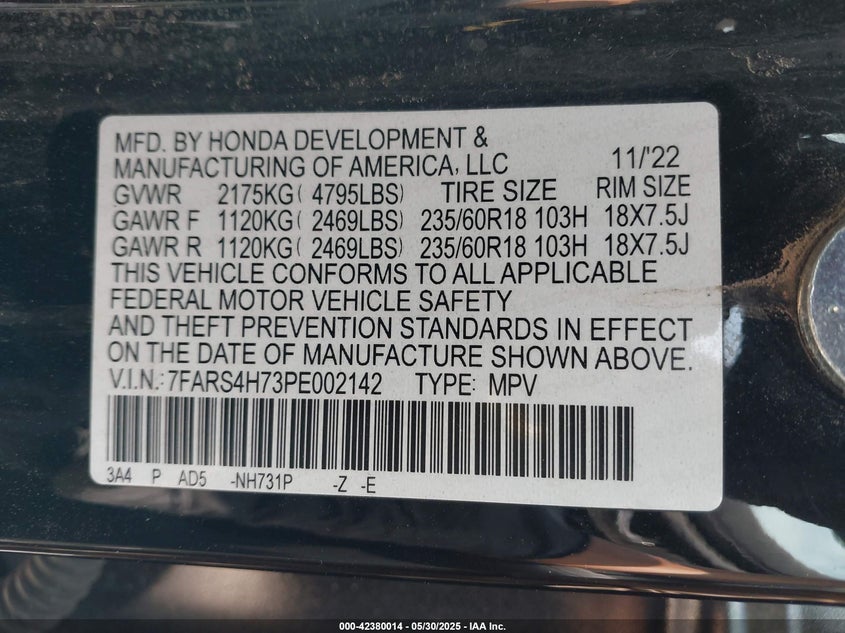 MFD. BY HONDA DEVELOPMENT &
MANUFACTURING OF AMERICA, LLC 11/'22
GVWR 2175KG( 4795LBS) TIRE SIZE RIM SIZE
GAWR F 1120KG( 2469LBS) 235/60R18 103H 18X7.5J
GAWR R 1120KG( 2469LBS) 235/60R18 103H 18X7.5J
THIS VEHICLE CONFORMS TO ALL APPLICABLE
FEDERAL MOTOR VEHICLE SAFETY
AND THEFT PREVENTION STANDARDS IN EFFECT
ON THE DATE OF MANUFACTURE SHOWN ABOVE.
V.I.N.:7FARS4H73PE002142 TYPE: MPV
3A4 P AD5 -NH731P -Z -E
000-42380014 - 05/30/2025 - IAA Inc.